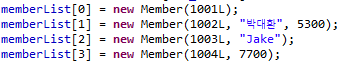 memberList[0] = new Member(1001L);
memberList[1] = new Member(1002L, "박대환", 5300);
memberList[2] = new Member(1003L, "Jake");
memberList[3] = new Member(1004L, 7700);